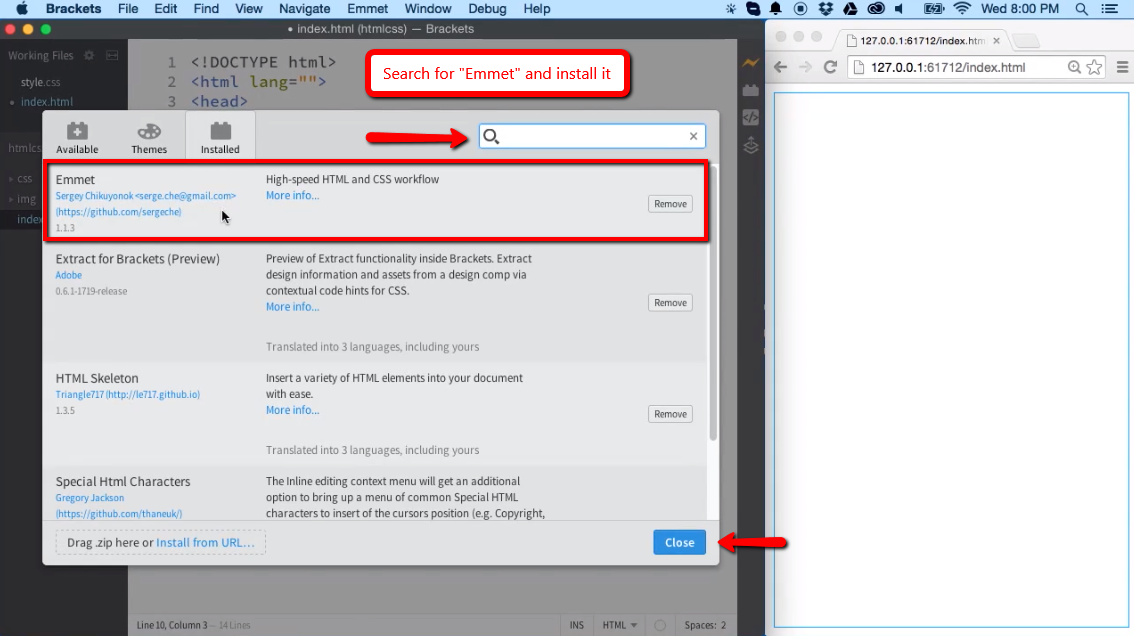 Brackets File Edit Find View Navigate Emmet Window Debug Help Wed 8:00 PM
• index.html (htmlcss) — Brackets
127.0.0.1:61712/index.htm
127.0.0.1:61712/index.html
Working Files
style.css
• index.html
htmlcss
css
img
index
1 <!DOCTYPE html>
2 <html lang="">
3 <head>
Search for "Emmet" and install it
Available Themes Installed
Emmet
Sergey Chikuyonok <serge.che@gmail.com>
(https://github.com/sergeche)
1.1.3
High-speed HTML and CSS workflow
More info...
Remove
Extract for Brackets (Preview)
Adobe
0.6.1-1719-release
Preview of Extract functionality inside Brackets. Extract
design information and assets from a design comp via
contextual code hints for CSS.
More info...
Translated into 3 languages, including yours
Remove
HTML Skeleton
Triangle717 (http://le717.github.io)
1.3.5
Insert a variety of HTML elements into your document
with ease.
More info...
Translated into 3 languages, including yours
Remove
Special Html Characters
Gregory Jackson
(https://github.com/thaneuk/)
The Inline editing context menu will get an additional
option to bring up a menu of common Special HTML
characters to insert of the cursors position (e.g. Copyright,
Drag .zip here or Install from URL...
Close
Line 10, Column 3 — 14 Lines
INS HTML Spaces: 2